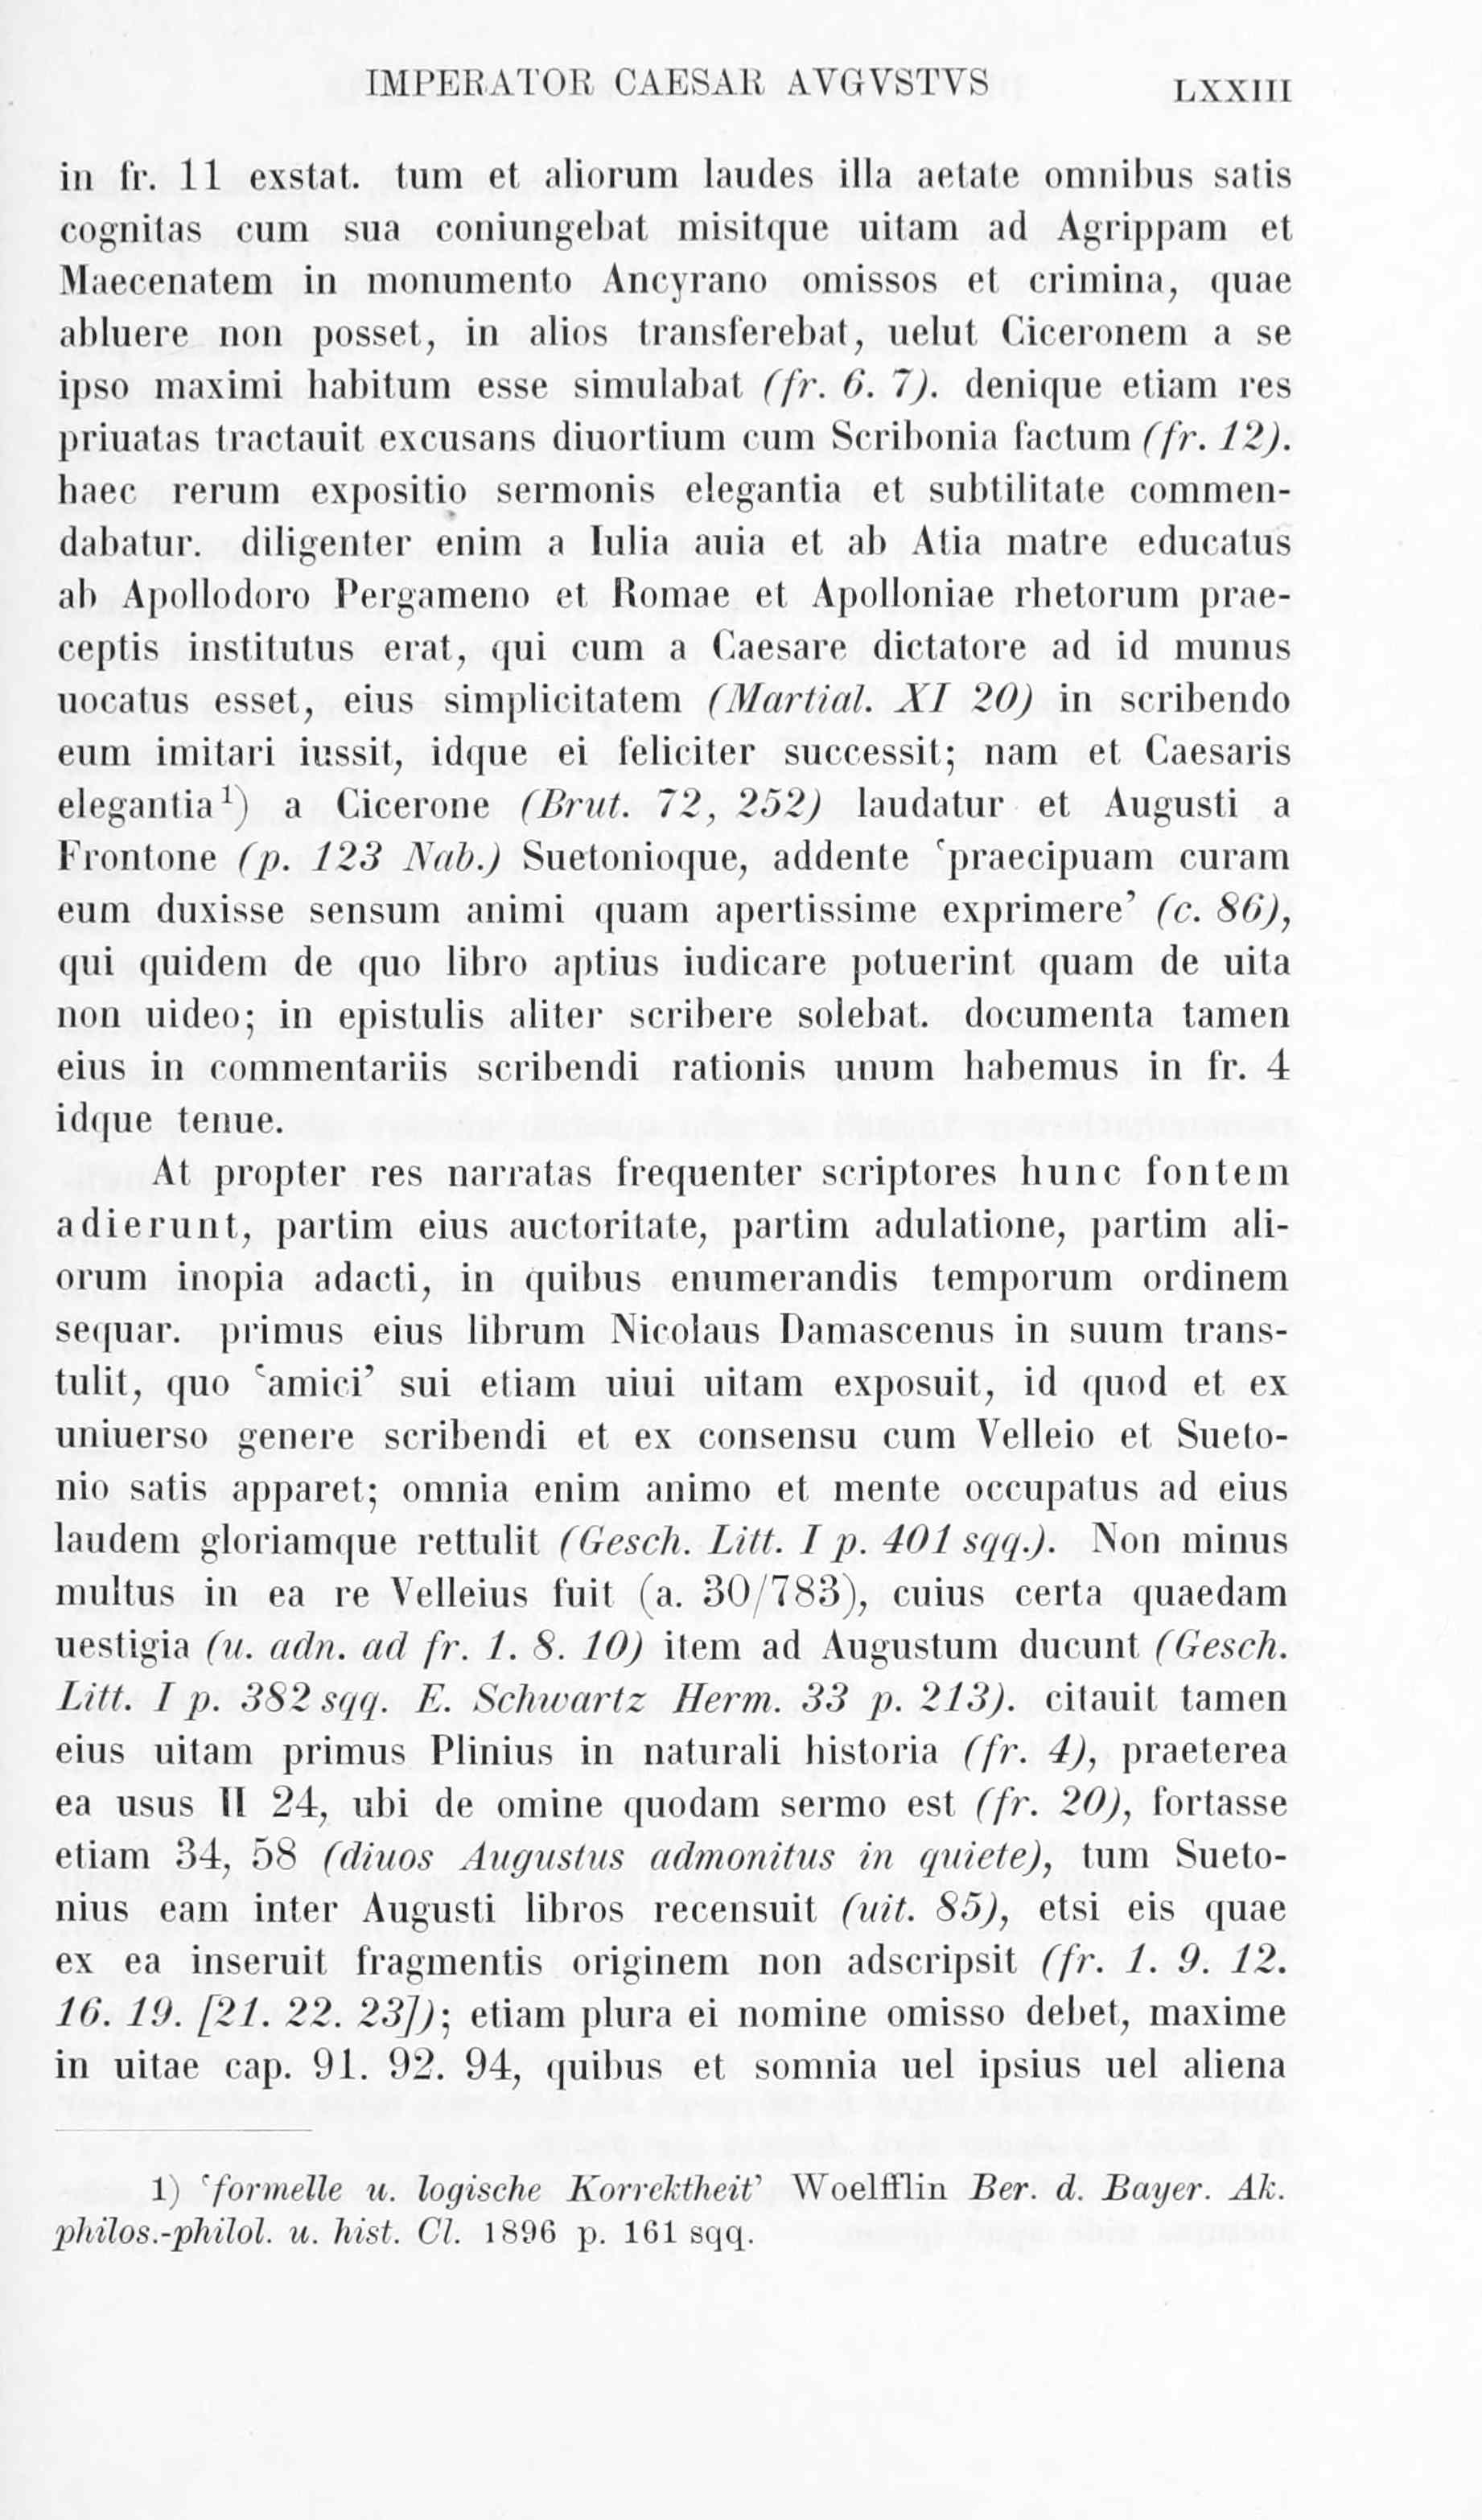 IMPERATOR CAESAR AVGVSTVS LXXIII
in fr. 11 exstat. tum et aliorum laudes illa aetate omnibus satis
cognitas cum sua coniungebat misitque uitam ad Agrippam et
Maecenatem in monumento Ancyrano omissos et crimina, quae
abluere non posset, in alios transferebat, uelut Ciceronem a se
ipso maximi habitum esse simulabat (fr. 6. 7). denique etiam res
priuatas tractauit excusans diuortium cum Scribonia factum (fr. 12).
haec rerum expositio sermonis elegantia et subtilitate commen-
dabatur. diligenter enim a Iulia auia et ab Atia matre educatus
ab Apollodoro Pergameno et Romae et Apolloniae rhetorum prae-
ceptis institutus erat, qui cum a Caesare dictatore ad id munus
uocatus esset, eius simplicitatem (Martial. XI 20) in scribendo
eum imitari iussit, idque ei feliciter successit; nam et Caesaris
elegantia¹) a Cicerone (Brut. 72, 252) laudatur et Augusti a
Frontone (p. 123 Nab.) Suetonioque, addente ‛praecipuam curam
eum duxisse sensum animi quam apertissime exprimere’ (c. 86),
qui quidem de quo libro aptius iudicare potuerint quam de uita
non uideo; in epistulis aliter scribere solebat. documenta tamen
eius in commentariis scribendi rationis unum habemus in fr. 4
idque tenue.
At propter res narratas frequenter scriptores hunc fontem
adierunt, partim eius auctoritate, partim adulatione, partim ali-
orum inopia adacti, in quibus enumerandis temporum ordinem
sequar. primus eius librum Nicolaus Damascenus in suum trans-
tulit, quo ‛amici’ sui etiam uiui uitam exposuit, id quod et ex
uniuerso genere scribendi et ex consensu cum Velleio et Sueto-
nio satis apparet; omnia enim animo et mente occupatus ad eius
laudem gloriamque rettulit (Gesch. Litt. I p. 401 sqq.). Non minus
multus in ea re Velleius fuit (a. 30/783), cuius certa quaedam
uestigia (u. adn. ad fr. 1. 8. 10) item ad Augustum ducunt (Gesch.
Litt. I p. 382 sqq. E. Schwartz Herm. 33 p. 213). citauit tamen
eius uitam primus Plinius in naturali historia (fr. 4), praeterea
ea usus II 24, ubi de omine quodam sermo est (fr. 20), fortasse
etiam 34, 58 (diuos Augustus admonitus in quiete), tum Sueto-
nius eam inter Augusti libros recensuit (uit. 85), etsi eis quae
ex ea inseruit fragmentis originem non adscripsit (fr. 1. 9. 12.
16. 19. [21. 22. 23]); etiam plura ei nomine omisso debet, maxime
in uitae cap. 91. 92. 94, quibus et somnia uel ipsius uel aliena
1) ‛formelle u. logische Korrektheit’ Woelfflin Ber. d. Bayer. Ak.
philos.-philol. u. hist. Cl. 1896 p. 161 sqq.